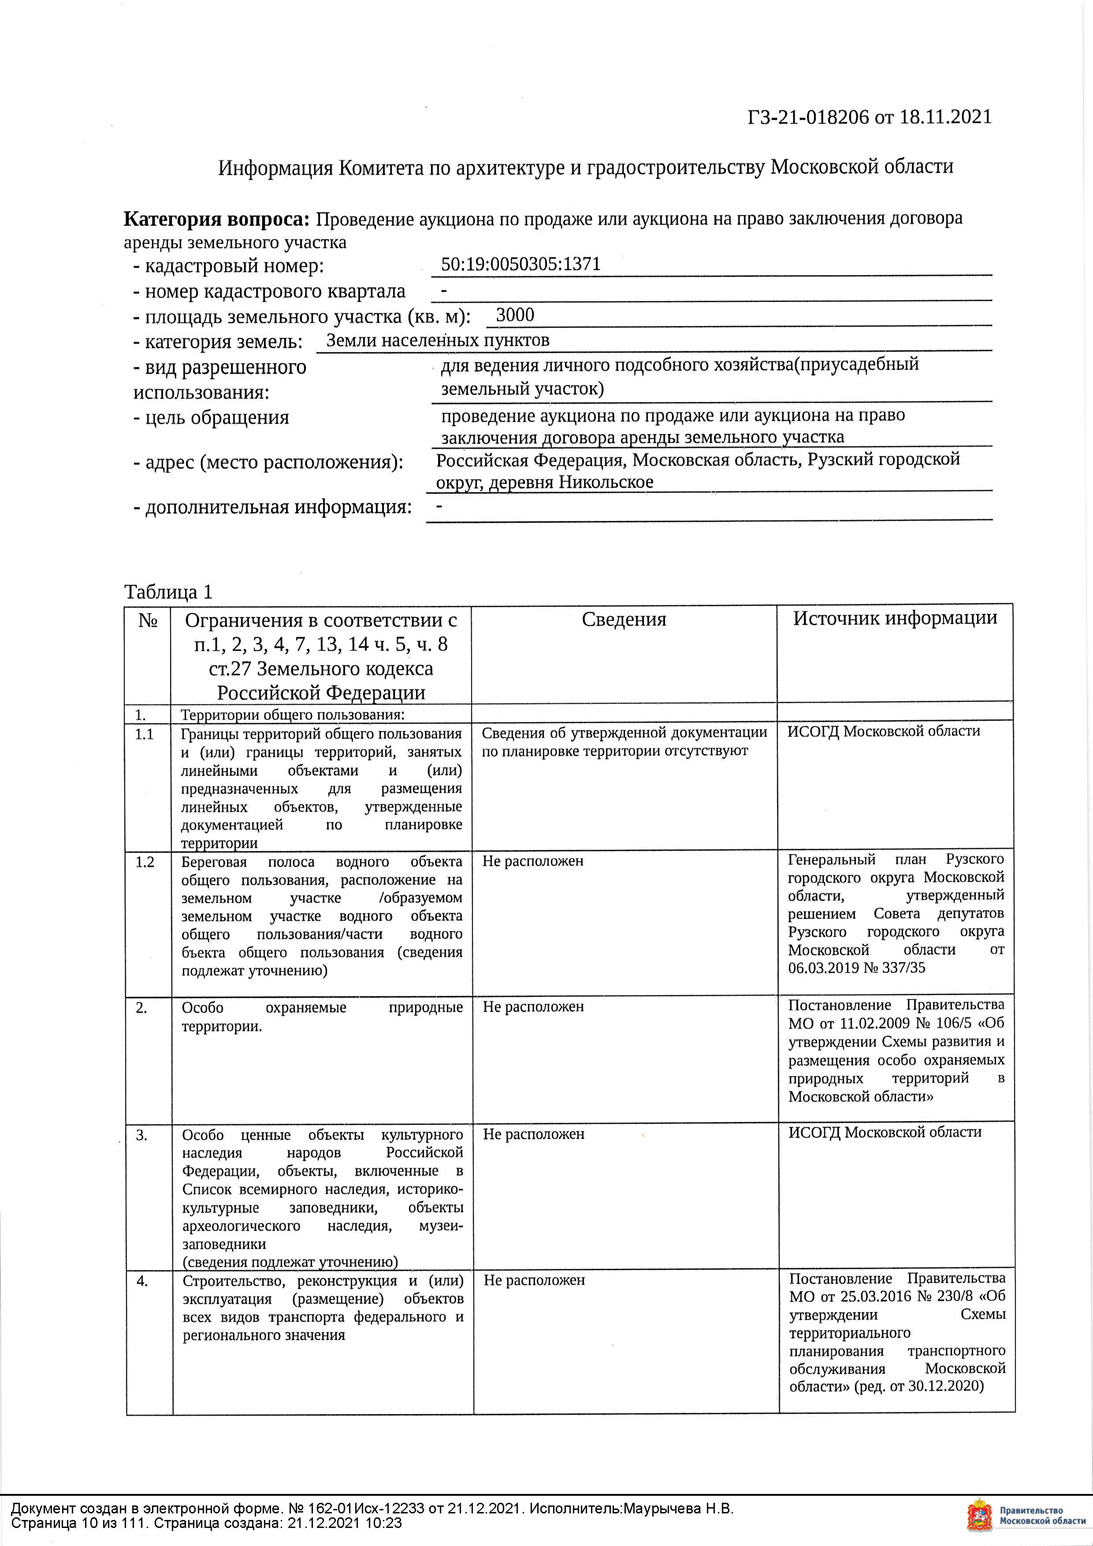 ГЗ-21-018206 от 18.11.2021
Информация Комитета по архитектуре и градостроительству Московской области
Категория вопроса: Проведение аукциона по продаже или аукциона на право заключения договора
аренды земельного участка
- кадастровый номер: 50:19:0050305:1371
- номер кадастрового квартала -
- площадь земельного участка (кв. м): 3000
- категория земель: Земли населенных пунктов
- вид разрешенного
использования:
для ведения личного подсобного хозяйства(приусадебный
земельный участок)
- цель обращения
проведение аукциона по продаже или аукциона на право
заключения договора аренды земельного участка
- адрес (место расположения):
Российская Федерация, Московская область, Рузский городской
округ, деревня Никольское
- дополнительная информация: -
Таблица 1
№
Ограничения в соответствии с
п.1, 2, 3, 4, 7, 13, 14 ч. 5, ч. 8
ст.27 Земельного кодекса
Российской Федерации
Сведения
Источник информации
1.
Территории общего пользования:
1.1
Границы территорий общего пользования
и (или) границы территорий, занятых
линейными объектами и (или)
предназначенных для размещения
линейных объектов, утвержденные
документацией по планировке
территории
Сведения об утвержденной документации
по планировке территории отсутствуют
ИСОГД Московской области
1.2
Береговая полоса водного объекта
общего пользования, расположение на
земельном участке /образуемом
земельном участке водного объекта
общего пользования/части водного
бъекта общего пользования (сведения
подлежат уточнению)
Не расположен
Генеральный план Рузского
городского округа Московской
области, утвержденный
решением Совета депутатов
Рузского городского округа
Московской области от
06.03.2019 № 337/35
2.
Особо охраняемые природные
территории.
Не расположен
Постановление Правительства
МО от 11.02.2009 № 106/5 «Об
утверждении Схемы развития и
размещения особо охраняемых
природных территорий в
Московской области»
3.
Особо ценные объекты культурного
наследия народов Российской
Федерации, объекты, включенные в
Список всемирного наследия, историко-
культурные заповедники, объекты
археологического наследия, музеи-
заповедники
(сведения подлежат уточнению)
Не расположен
ИСОГД Московской области
4.
Строительство, реконструкция и (или)
эксплуатация (размещение) объектов
всех видов транспорта федерального и
регионального значения
Не расположен
Постановление Правительства
МО от 25.03.2016 № 230/8 «Об
утверждении Схемы
территориального
планирования транспортного
обслуживания Московской
области» (ред. от 30.12.2020)
Документ создан в электронной форме. № 162-01Исх-12233 от 21.12.2021. Исполнитель:Маурычева Н.В.
Страница 10 из 111. Страница создана: 21.12.2021 10:23
Правительство
Московской области